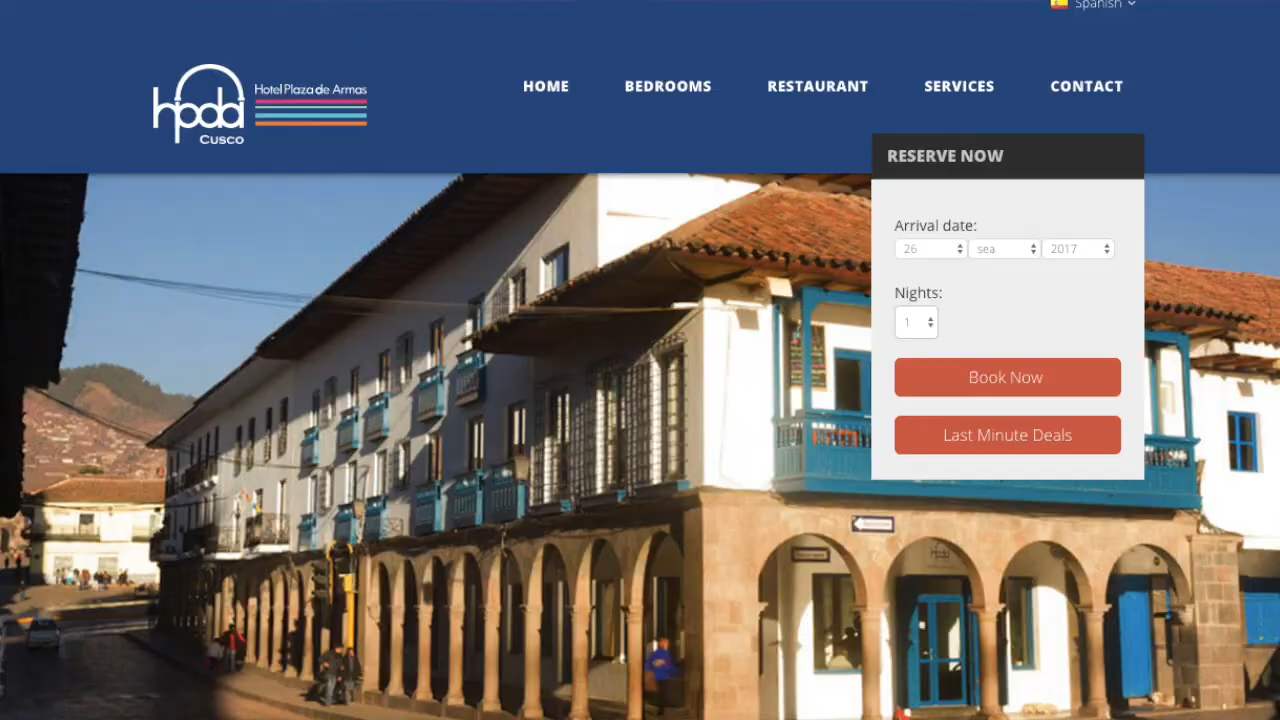 Spanish
hpda
Hotel Plaza de Armas
Cusco
HOME
BEDROOMS
RESTAURANT
SERVICES
CONTACT
RESERVE NOW
Arrival date:
26
sea
2017
Nights:
1
Book Now
Last Minute Deals